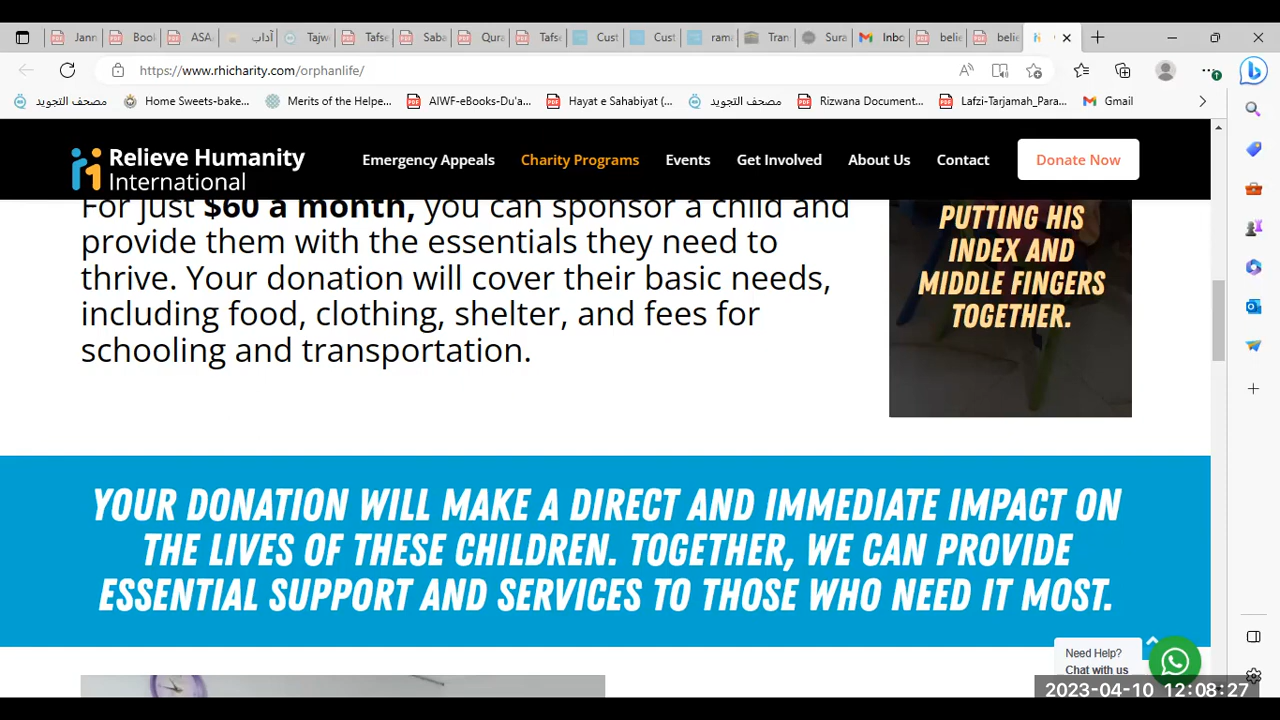 Jann
Book
ASA
آداب
Tajw
Tafse
Saba
Qura
Tafs
Cust
Cust
ram
Tran
Sura
Inbo
belie
belie
https://www.rhicharity.com/orphanlife/
مصحف التجويد
Home Sweets-bake...
Merits of the Helpe...
AIWF-eBooks-Du'a...
Hayat e Sahabiyat (...
مصحف التجويد
Rizwana Document...
Lafzi-Tarjamah_Para...
Gmail
Relieve Humanity
International
Emergency Appeals
Charity Programs
Events
Get Involved
About Us
Contact
Donate Now
For just $60 a month, you can sponsor a child and
provide them with the essentials they need to
thrive. Your donation will cover their basic needs,
including food, clothing, shelter, and fees for
schooling and transportation.
PUTTING HIS
INDEX AND
MIDDLE FINGERS
TOGETHER.
YOUR DONATION WILL MAKE A DIRECT AND IMMEDIATE IMPACT ON
THE LIVES OF THESE CHILDREN. TOGETHER, WE CAN PROVIDE
ESSENTIAL SUPPORT AND SERVICES TO THOSE WHO NEED IT MOST.
Need Help?
Chat with us
2023-04-10 12:08:27